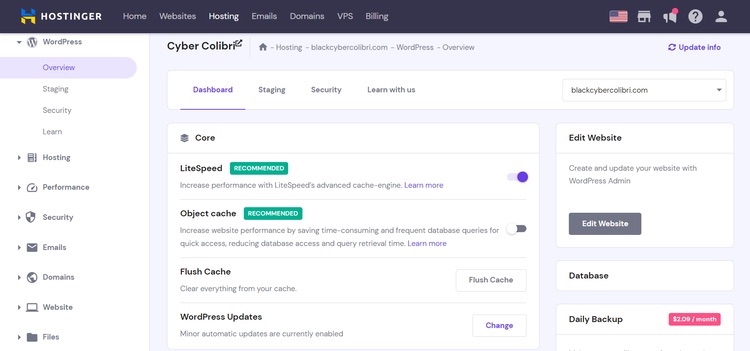 HOSTINGER
Home Websites Hosting Emails Domains VPS Billing
WordPress
Overview
Staging
Security
Learn
Hosting
Performance
Security
Emails
Domains
Website
Files
Cyber Colibri
- Hosting - blackcybercolibri.com - WordPress - Overview
Update info
Dashboard Staging Security Learn with us
blackcybercolibri.com
Core
LiteSpeed RECOMMENDED
Increase performance with LiteSpeed's advanced cache-engine. Learn more
Object cache RECOMMENDED
Increase website performance by saving time-consuming and frequent database queries for
quick access, reducing database access and query retrieval time. Learn more
Flush Cache
Clear everything from your cache.
Flush Cache
WordPress Updates
Minor automatic updates are currently enabled
Change
Edit Website
Create and update your website with
WordPress Admin
Edit Website
Database
Daily Backup $2.09 / month